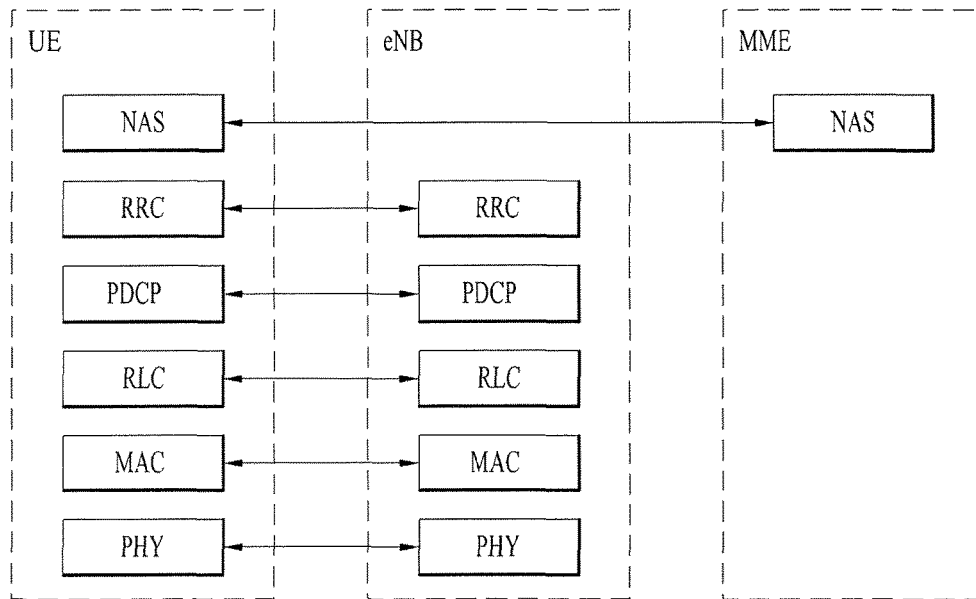 UE eNB MME
NAS NAS
RRC RRC
PDCP PDCP
RLC RLC
MAC MAC
PHY PHY